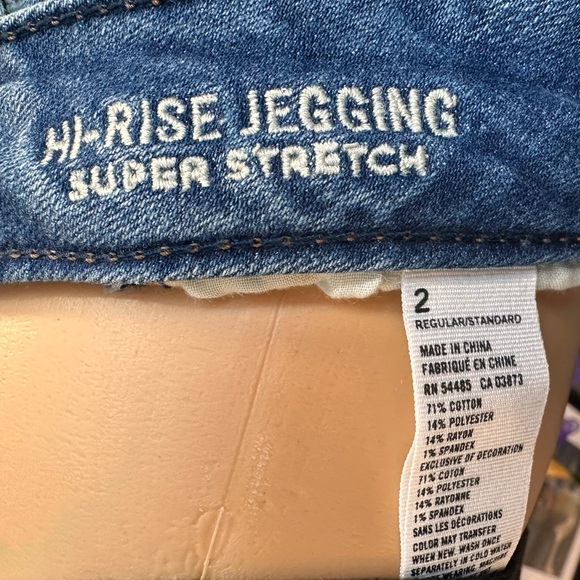 HI-RISE JEGGING
SUPER STRETCH
2
REGULAR/STANDARD
MADE IN CHINA
FABRIQUÉ EN CHINE
RN 54485 CA 03873
71% COTTON
14% POLYESTER
14% RAYON
1% SPANDEX
EXCLUSIVE OF DECORATION
71% COTON
14% POLYESTER
14% RAYONNE
1% SPANDEX
SANS LES DÉCORATIONS
COLOR MAY TRANSFER
WHEN NEW. WASH ONCE
SEPARATELY IN COLD WATER